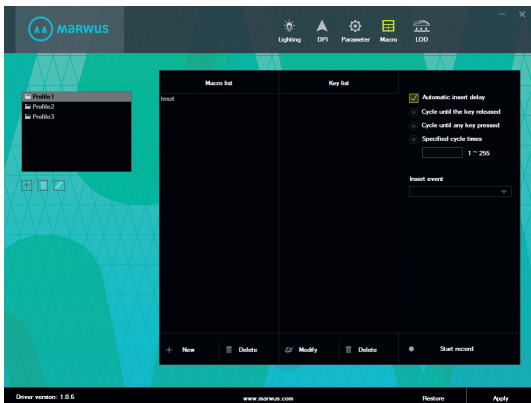 MARWUS
Lighting DPI Parameter Macro LOD
Macro list Key list
Profile1
Profile2
Profile3
teszt
Automatic insert delay
Cycle until the key released
Cycle until any key pressed
Specified cycle times
1 ~ 255
Insert event
New Delete Modify Delete Start record
Driver version: 1.0.6 www.marwus.com Restore Apply